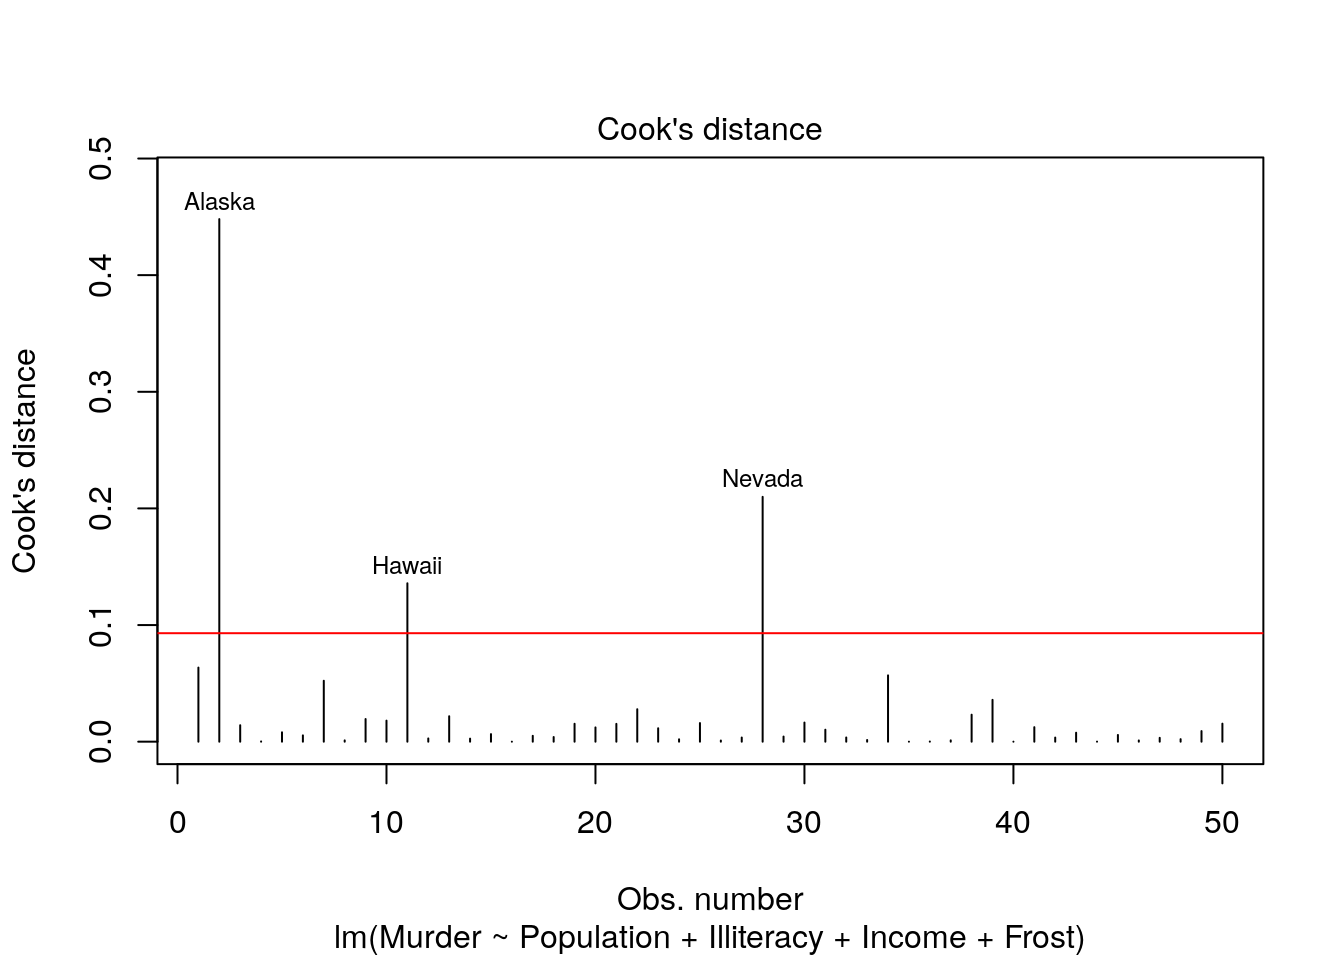 Cook's distance
Cook's distance
0.5
0.4
0.3
0.2
0.1
0.0
Alaska
Nevada
Hawaii
0 10 20 30 40 50
Obs. number
lm(Murder ~ Population + Illiteracy + Income + Frost)